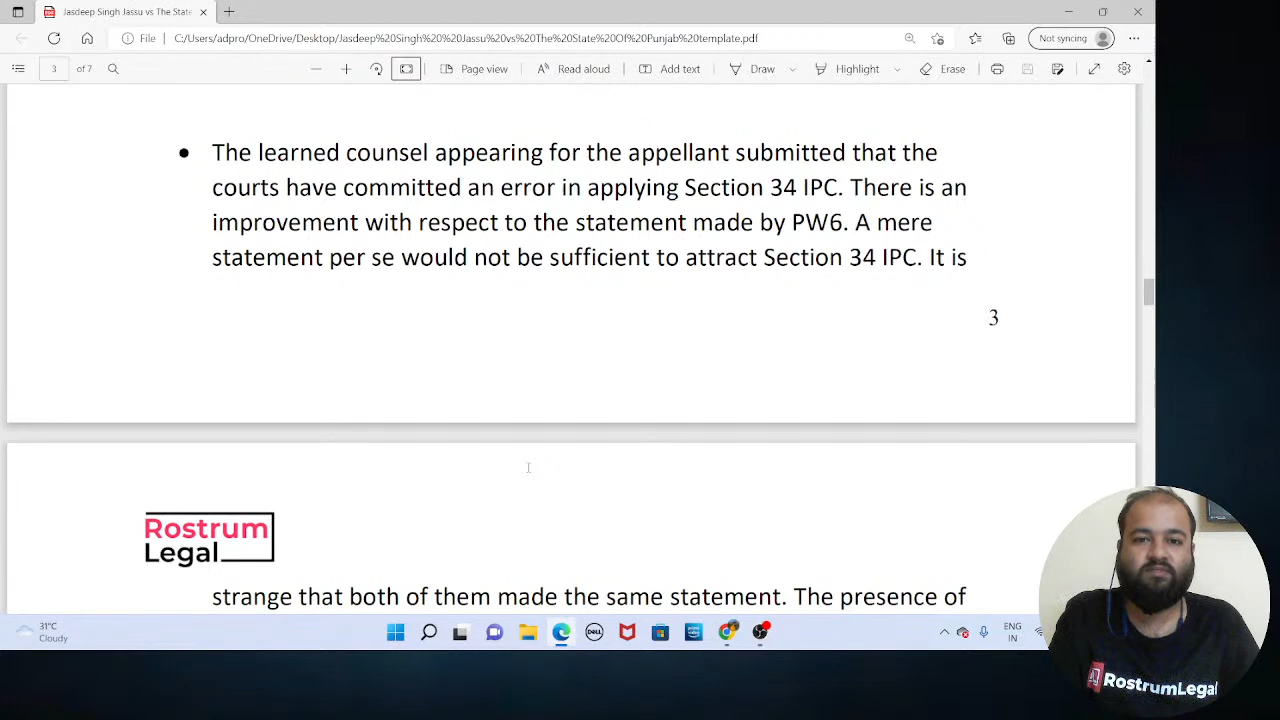 Jasdeep Singh Jassu vs The State
File
C:/Users/adpro/OneDrive/Desktop/Jasdeep%20Singh%20%20Jassu%20vs%20The%20State%20Of%20Punjab%20template.pdf
Not syncing
3 of 7
Page view
Read aloud
Add text
Draw
Highlight
Erase
• The learned counsel appearing for the appellant submitted that the
courts have committed an error in applying Section 34 IPC. There is an
improvement with respect to the statement made by PW6. A mere
statement per se would not be sufficient to attract Section 34 IPC. It is
3
Rostrum
Legal
strange that both of them made the same statement. The presence of
31°C
Cloudy
DELL
prime video
ENG
IN
RostrumLegal